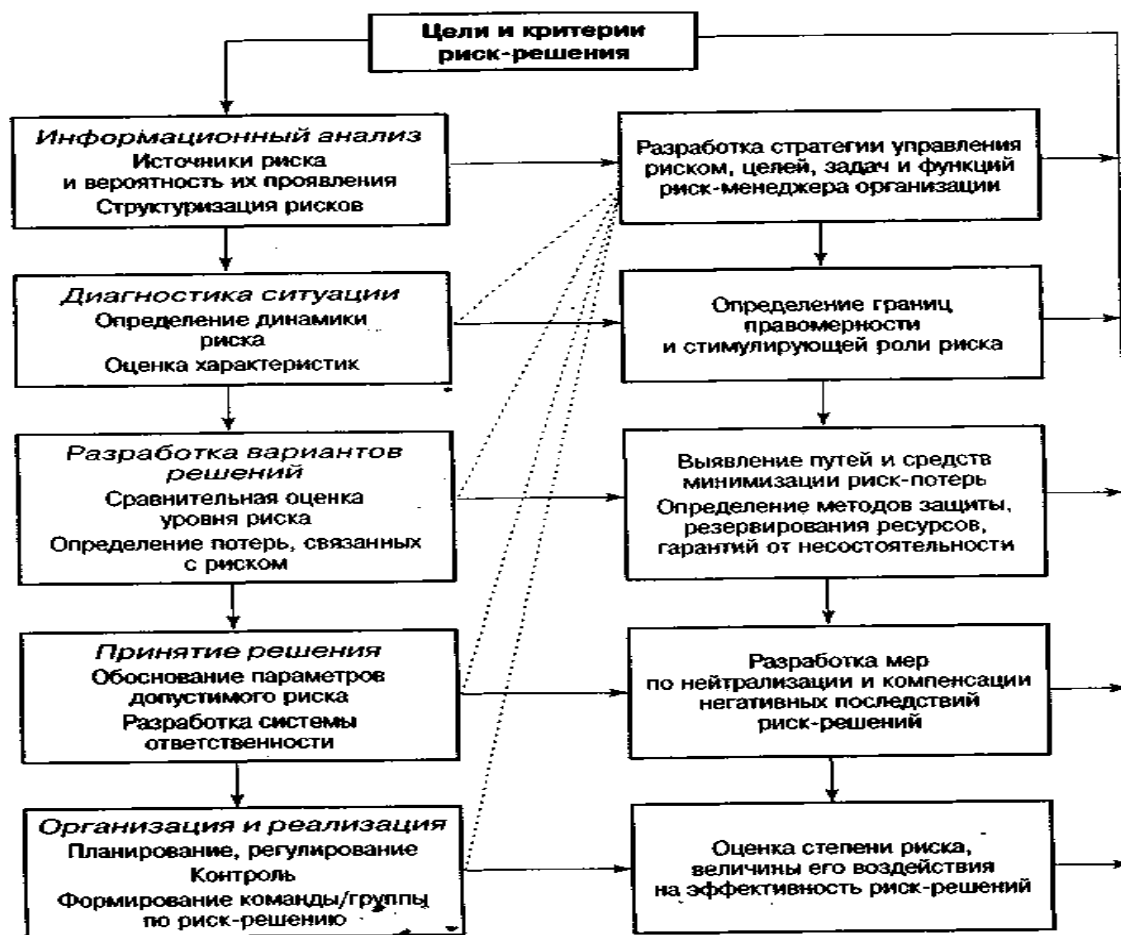 Цели и критерии
риск-решения
Информационный анализ
Источники риска
и вероятность их проявления
Структуризация рисков
Разработка стратегии управления
риском, целей, задач и функций
риск-менеджера организации
Диагностика ситуации
Определение динамики
риска
Оценка характеристик
Определение границ
правомерности
и стимулирующей роли риска
Разработка вариантов
решений
Сравнительная оценка
уровня риска
Определение потерь, связанных
с риском
Выявление путей и средств
минимизации риск-потерь
Определение методов защиты,
резервирования ресурсов,
гарантий от несостоятельности
Принятие решения
Обоснование параметров
допустимого риска
Разработка системы
ответственности
Разработка мер
по нейтрализации и компенсации
негативных последствий
риск-решений
Организация и реализация
Планирование, регулирование
Контроль
Формирование команды/группы
по риск-решению
Оценка степени риска,
величины его воздействия
на эффективность риск-решений